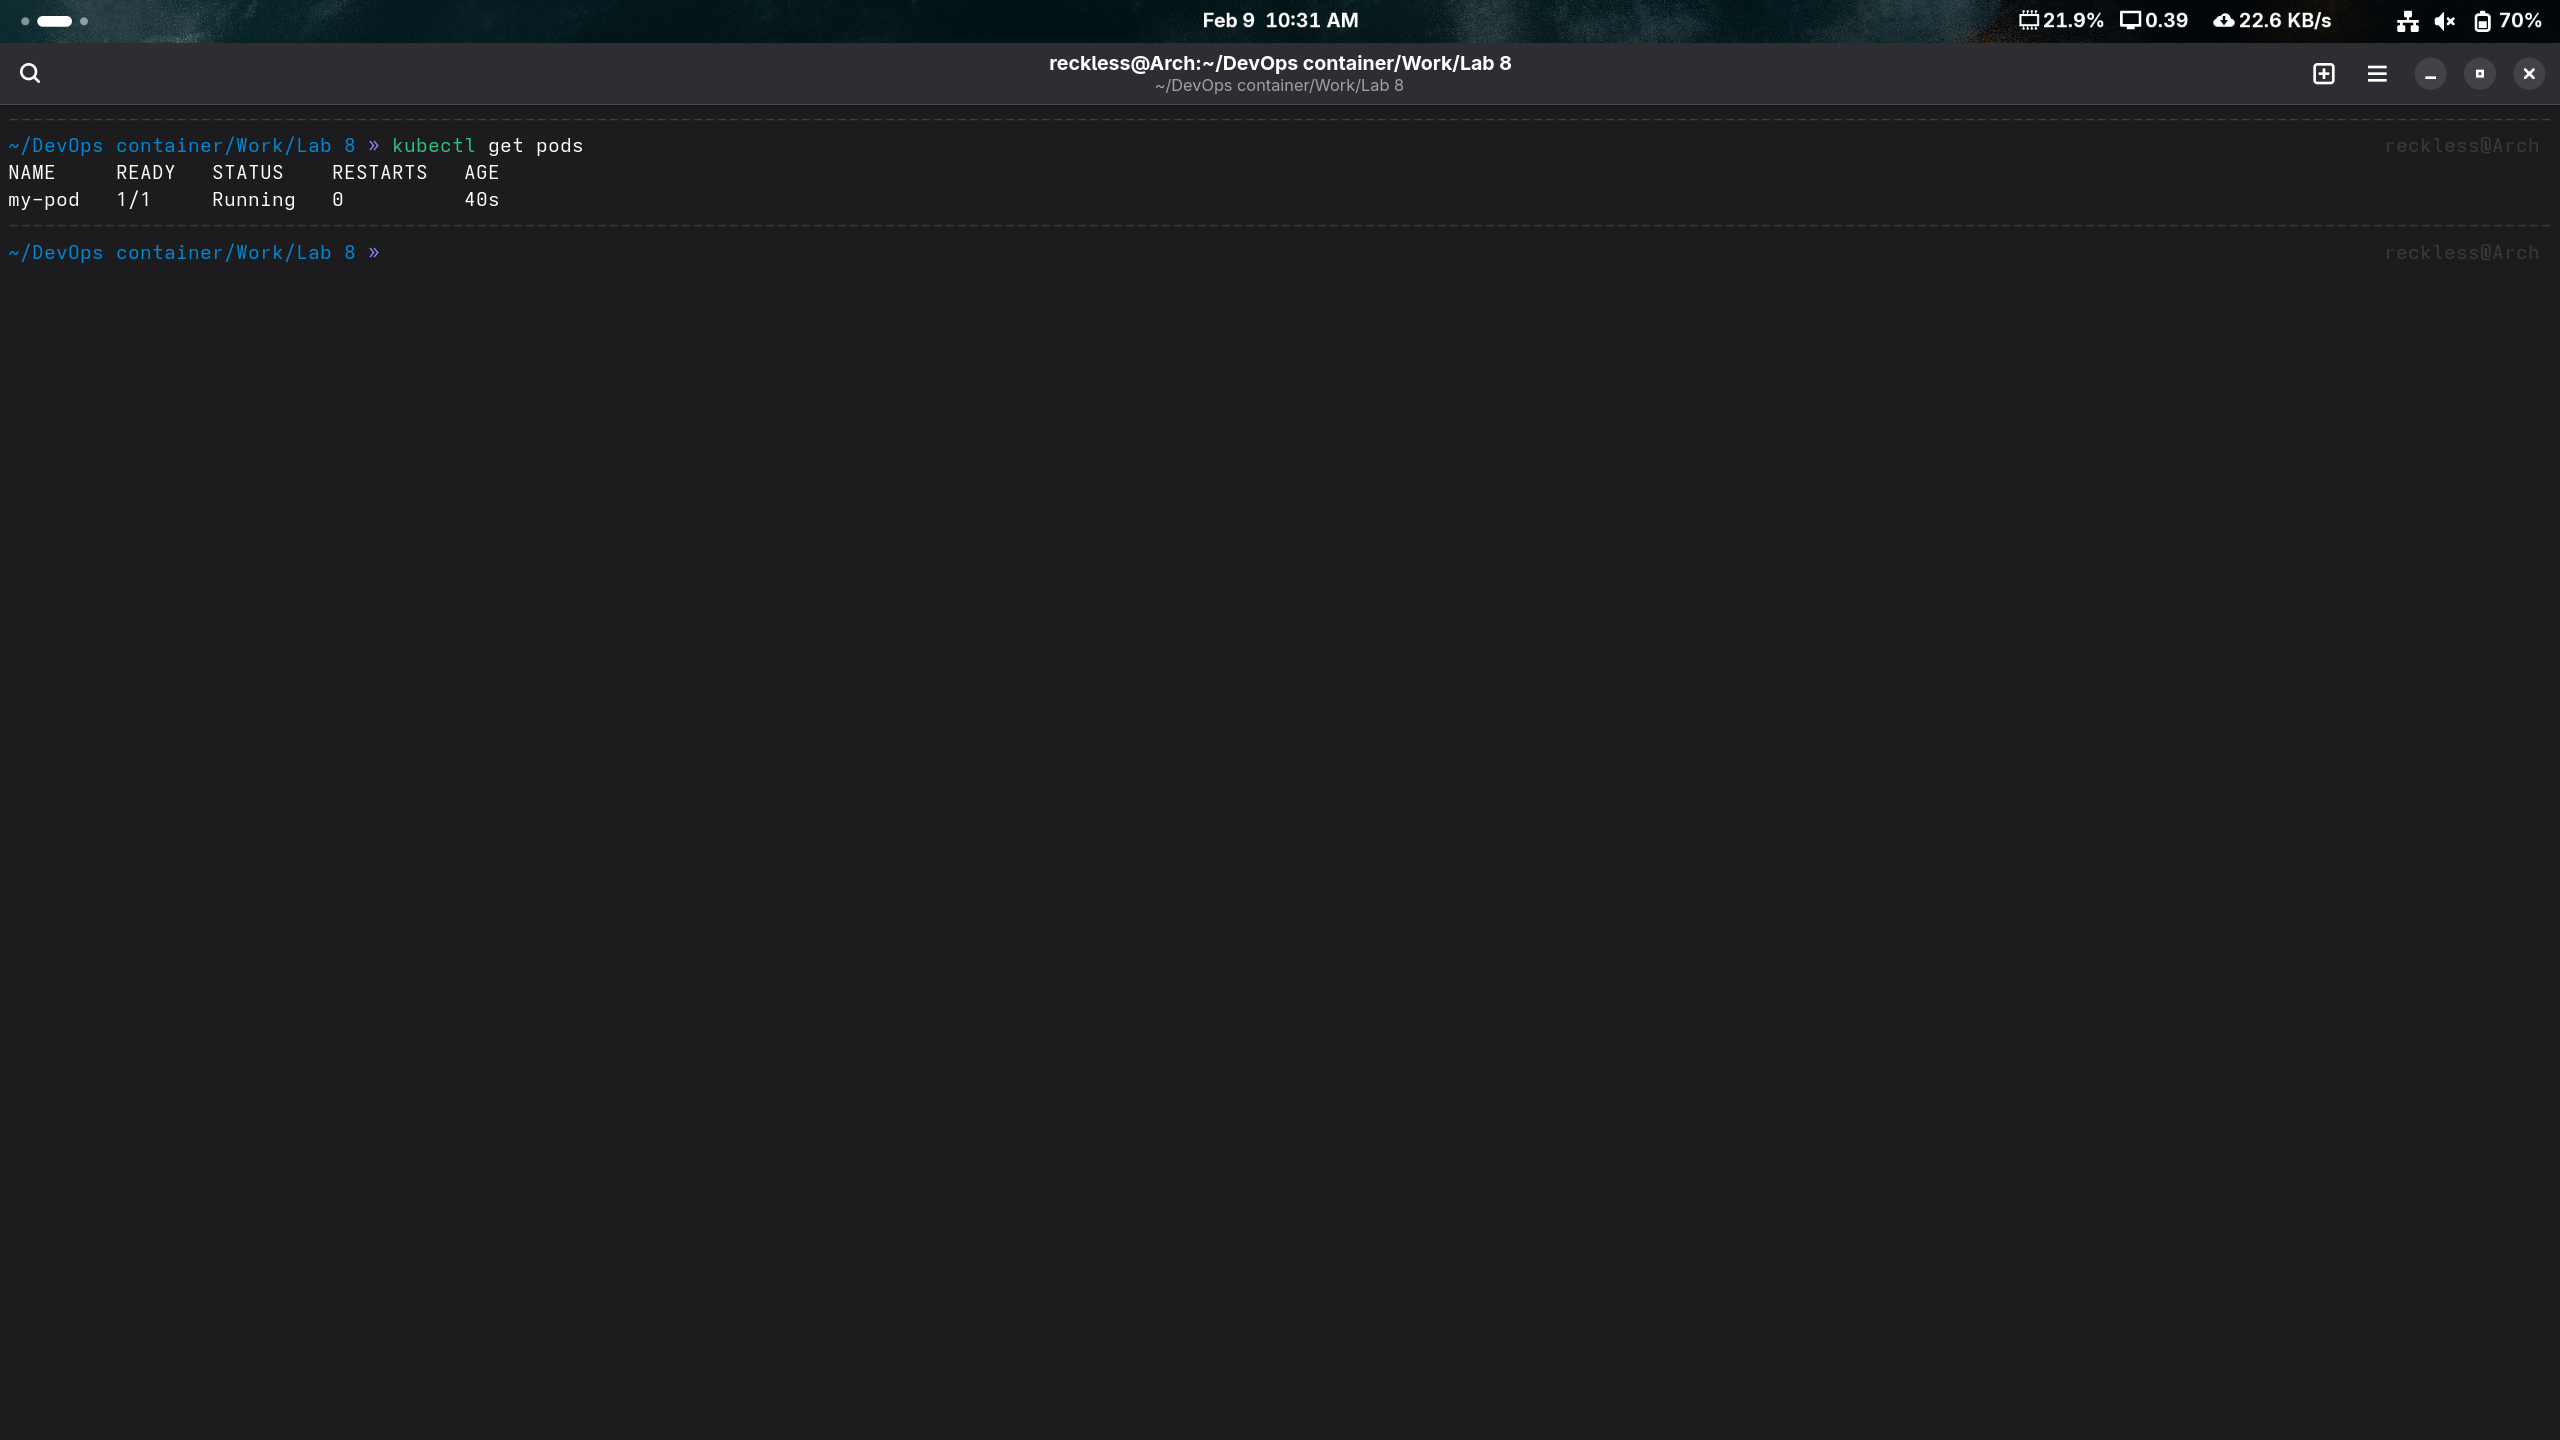 Feb 9  10:31 AM
21.9%
0.39
22.6 KB/s
70%
reckless@Arch:~/DevOps container/Work/Lab 8
~/DevOps container/Work/Lab 8
~/DevOps container/Work/Lab 8 » kubectl get pods reckless@Arch
NAME     READY   STATUS    RESTARTS   AGE
my-pod   1/1     Running   0          40s
~/DevOps container/Work/Lab 8 » reckless@Arch